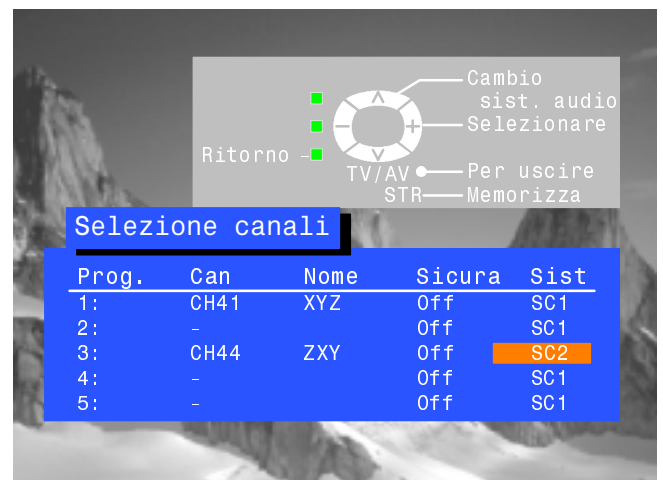 Cambio
sist. audio
Selezionare
Ritorno
TV/AV Per uscire
STR Memorizza
Selezione canali
Prog. Can Nome Sicura Sist
1: CH41 XYZ Off SC1
2: - Off SC1
3: CH44 ZXY Off SC2
4: - Off SC1
5: - Off SC1